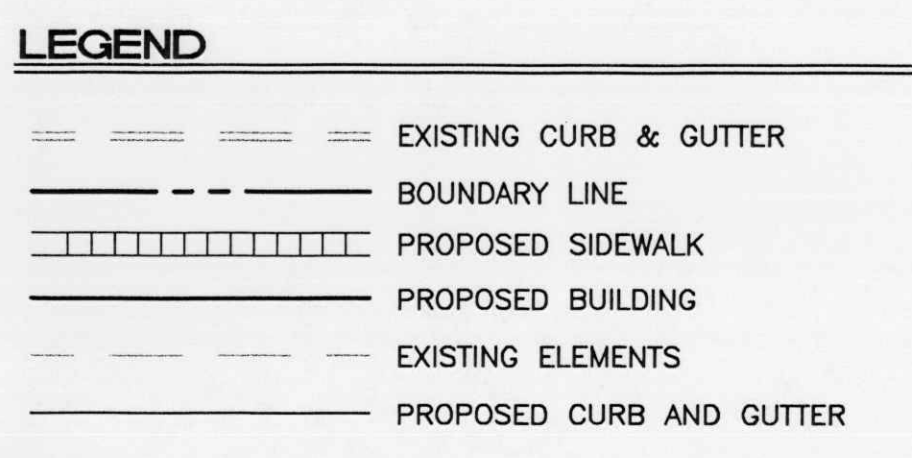 LEGEND
EXISTING CURB & GUTTER
BOUNDARY LINE
PROPOSED SIDEWALK
PROPOSED BUILDING
EXISTING ELEMENTS
PROPOSED CURB AND GUTTER